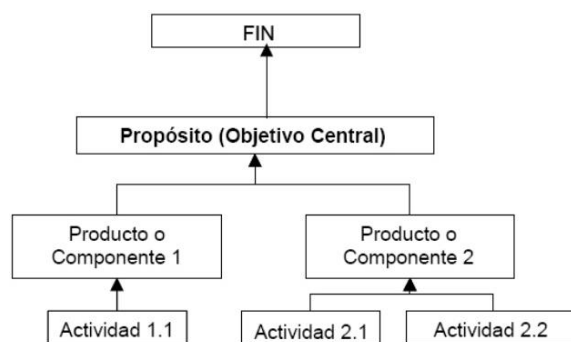 FIN
Propósito (Objetivo Central)
Producto o
Componente 1
Producto o
Componente 2
Actividad 1.1
Actividad 2.1
Actividad 2.2